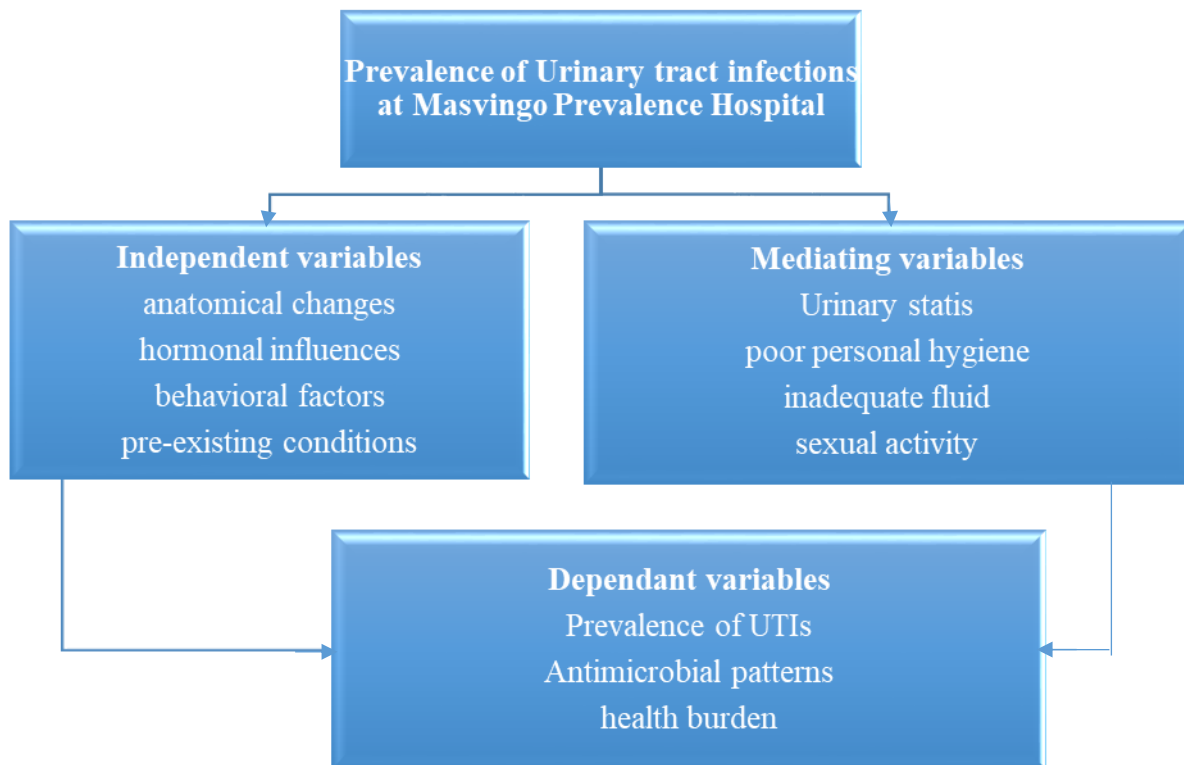 Prevalence of Urinary tract infections
at Masvingo Prevalence Hospital
Independent variables
anatomical changes
hormonal influences
behavioral factors
pre-existing conditions
Mediating variables
Urinary statis
poor personal hygiene
inadequate fluid
sexual activity
Dependant variables
Prevalence of UTIs
Antimicrobial patterns
health burden